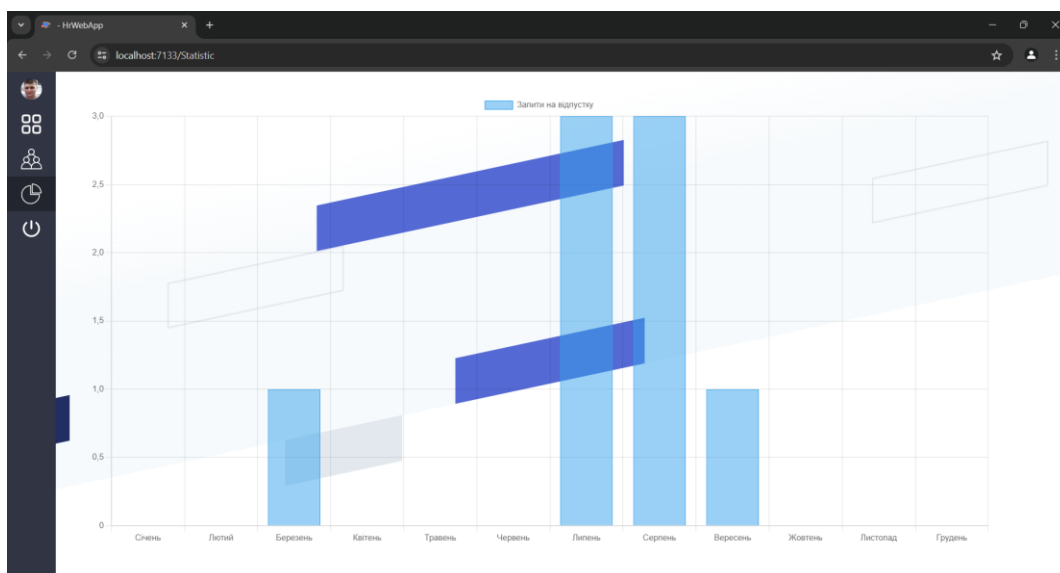 - HrWebApp
localhost:7133/Statistic
Запити на відпустку
3,0
2,5
2,0
1,5
1,0
0,5
0
Січень Лютий Березень Квітень Травень Червень Липень Серпень Вересень Жовтень Листопад Грудень